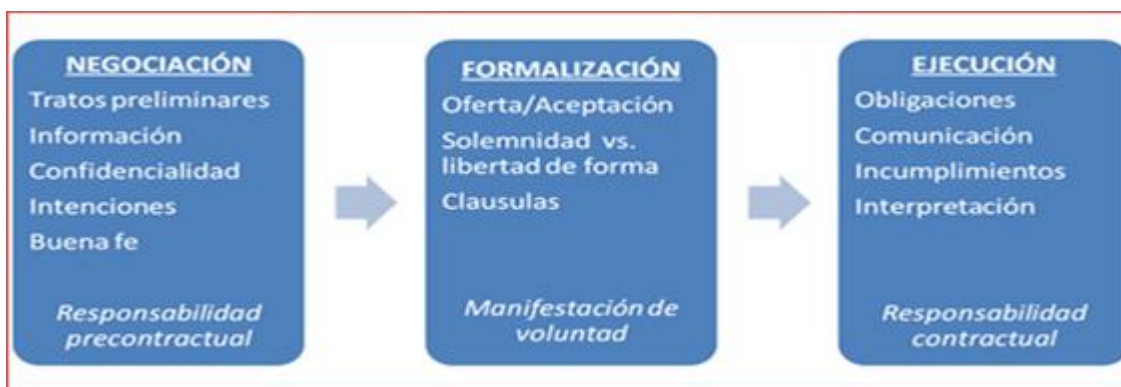 NEGOCIACIÓN
Tratos preliminares
Información
Confidencialidad
Intenciones
Buena fe
Responsabilidad
precontractual
FORMALIZACIÓN
Oferta/Aceptación
Solemnidad vs.
libertad de forma
Clausulas
Manifestación de
voluntad
EJECUCIÓN
Obligaciones
Comunicación
Incumplimientos
Interpretación
Responsabilidad
contractual